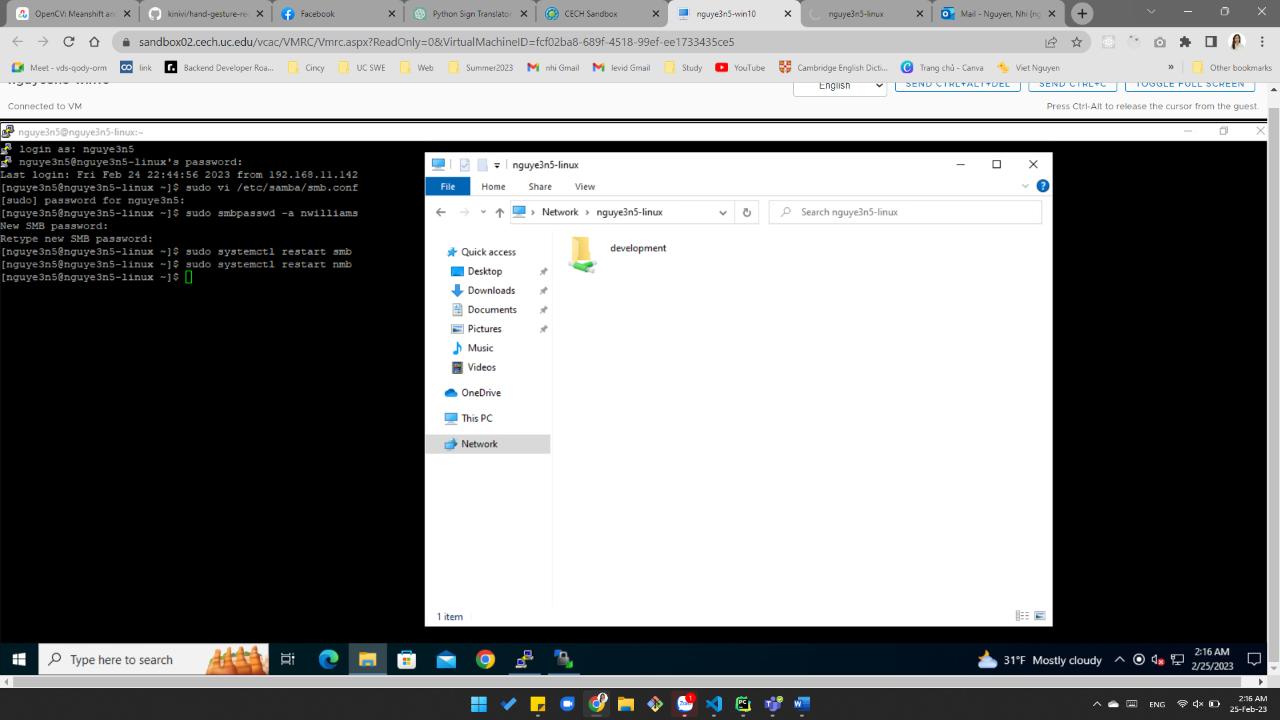 OpenCV: Meanshift an
kinivi/hand-gesture-re
Facebook
Python Sign Translator
CECH Sandbox
nguye3n5-win10
nguye3n5-linux
Mail - Nguyen, Nhi (ng
sandbox02.cech.uc.edu/vcac/VMRC/Vmrc.aspx?ReadOnly=0&VirtualMachineID=fcf02ba8-689f-4518-99ef-ee1733435ce5
Meet - vds-qody-orm
link
Backend Developer Roa...
Cincy
UC SWE
Web
Summer2023
nhi Gmail
levid Gmail
Study
YouTube
Cambridge English Dicti...
Trang chủ - Canva
Viet Nguyen
»
Other bookmarks
English
SEND CTRL+ALT+DEL
SEND CTRL+C
TOGGLE FULL SCREEN
Connected to VM
Press Ctrl-Alt to release the cursor from the guest.
nguye3n5@nguye3n5-linux:~
login as: nguye3n5
nguye3n5@nguye3n5-linux's password:
Last login: Fri Feb 24 22:44:56 2023 from 192.168.11.142
[nguye3n5@nguye3n5-linux ~]$ sudo vi /etc/samba/smb.conf
[sudo] password for nguye3n5:
[nguye3n5@nguye3n5-linux ~]$ sudo smbpasswd -a nwilliams
New SMB password:
Retype new SMB password:
[nguye3n5@nguye3n5-linux ~]$ sudo systemctl restart smb
[nguye3n5@nguye3n5-linux ~]$ sudo systemctl restart nmb
[nguye3n5@nguye3n5-linux ~]$
nguye3n5-linux
File
Home
Share
View
Network
nguye3n5-linux
Search nguye3n5-linux
Quick access
Desktop
Downloads
Documents
Pictures
Music
Videos
OneDrive
This PC
Network
development
1 item
Type here to search
31°F Mostly cloudy
2:16 AM
2/25/2023
ENG
2:16 AM
25-Feb-23